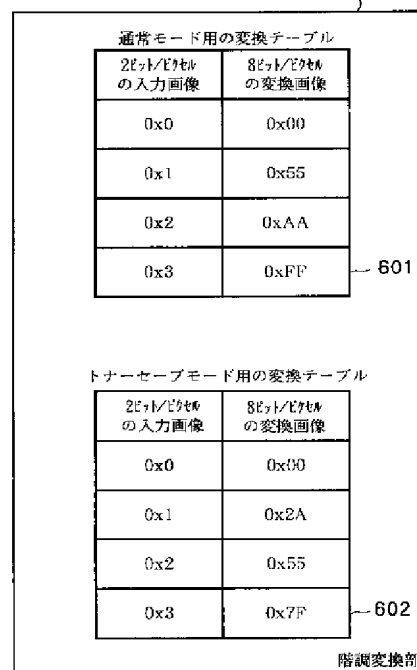 通常モード用の変換テーブル
2ビット/ピクセル
の入力画像
8ビット/ピクセル
の変換画像
0x0 0x00
0x1 0x55
0x2 0xAA
0x3 0xFF
601
トナーセーブモード用の変換テーブル
2ビット/ピクセル
の入力画像
8ビット/ピクセル
の変換画像
0x0 0x00
0x1 0x2A
0x2 0x55
0x3 0x7F
602
階調変換部